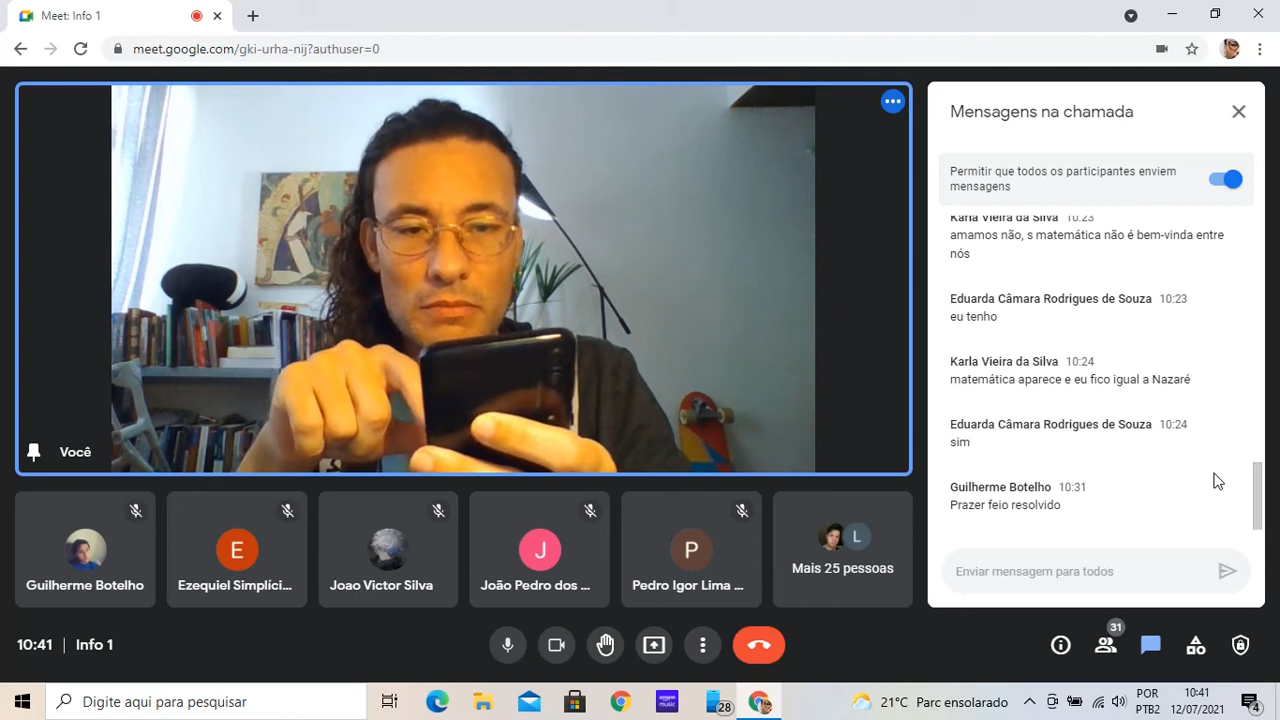 Meet: Info 1
meet.google.com/gki-urha-nij?authuser=0
Você
Mensagens na chamada
Permitir que todos os participantes enviem
mensagens
Karla Vieira da Silva 10:23
amamos não, s matemática não é bem-vinda entre
nós
Eduarda Câmara Rodrigues de Souza 10:23
eu tenho
Karla Vieira da Silva 10:24
matemática aparece e eu fico igual a Nazaré
Eduarda Câmara Rodrigues de Souza 10:24
sim
Guilherme Botelho 10:31
Prazer feio resolvido
Enviar mensagem para todos
Guilherme Botelho
E
Ezequiel Simplíci...
Joao Victor Silva
J
João Pedro dos ...
P
Pedro Igor Lima ...
L
Mais 25 pessoas
10:41 | Info 1
31
Digite aqui para pesquisar
amazon music
28
21°C Parc ensolarado
POR
PTB2
10:41
12/07/2021
4